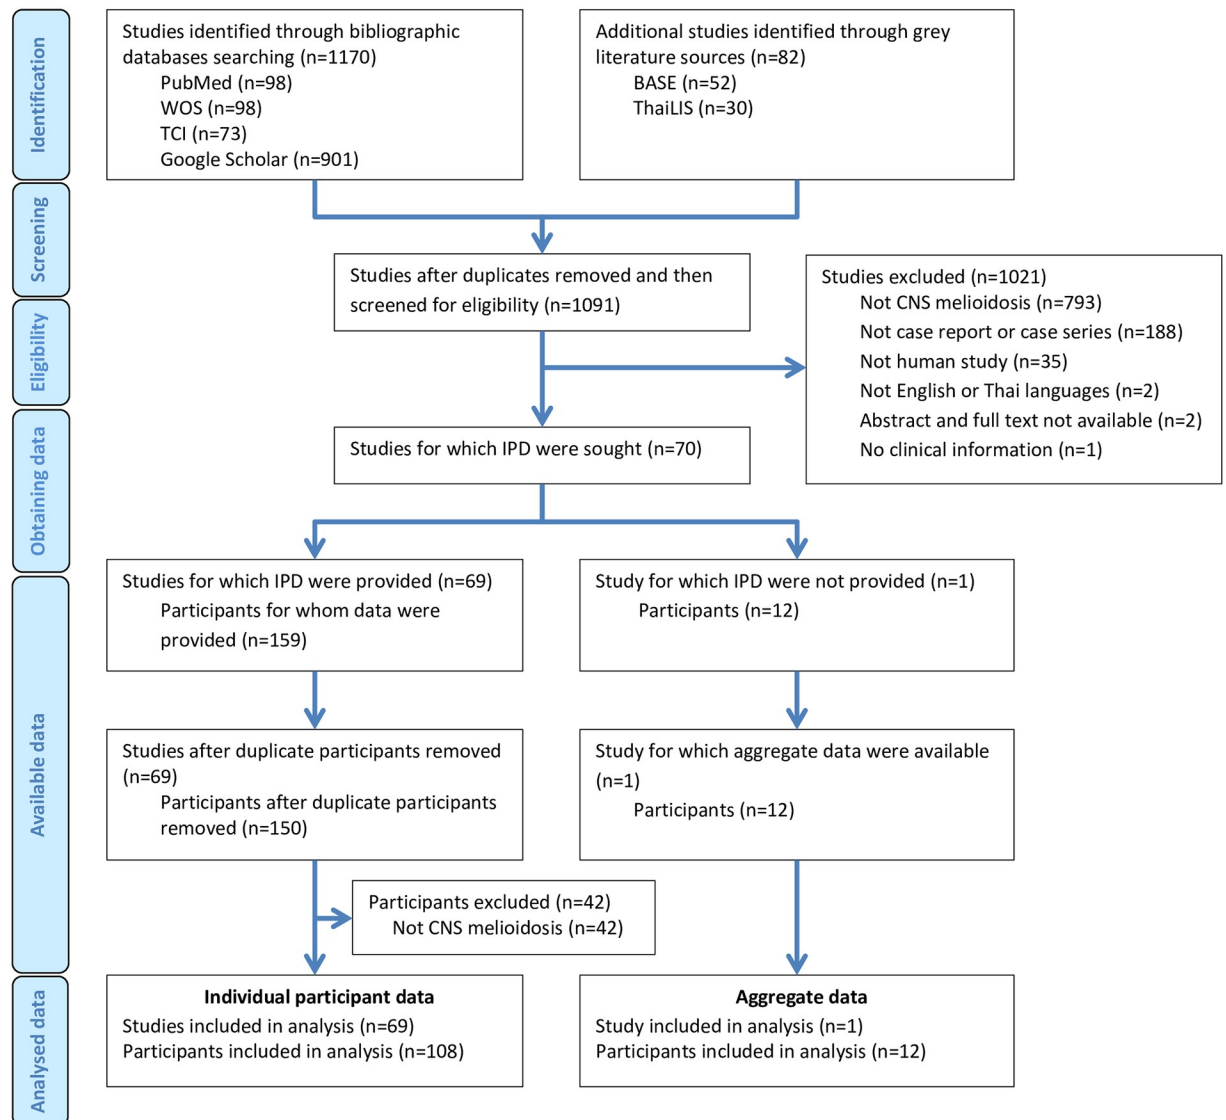 Identification
Studies identified through bibliographic
databases searching (n=1170)
PubMed (n=98)
WOS (n=98)
TCI (n=73)
Google Scholar (n=901)
Additional studies identified through grey
literature sources (n=82)
BASE (n=52)
ThaiLIS (n=30)
Screening
Studies after duplicates removed and then
screened for eligibility (n=1091)
Eligibility
Studies excluded (n=1021)
Not CNS melioidosis (n=793)
Not case report or case series (n=188)
Not human study (n=35)
Not English or Thai languages (n=2)
Abstract and full text not available (n=2)
No clinical information (n=1)
Obtaining data
Studies for which IPD were sought (n=70)
Available data
Studies for which IPD were provided (n=69)
Participants for whom data were
provided (n=159)
Study for which IPD were not provided (n=1)
Participants (n=12)
Studies after duplicate participants removed
(n=69)
Participants after duplicate participants
removed (n=150)
Study for which aggregate data were available
(n=1)
Participants (n=12)
Participants excluded (n=42)
Not CNS melioidosis (n=42)
Analysed data
Individual participant data
Studies included in analysis (n=69)
Participants included in analysis (n=108)
Aggregate data
Study included in analysis (n=1)
Participants included in analysis (n=12)